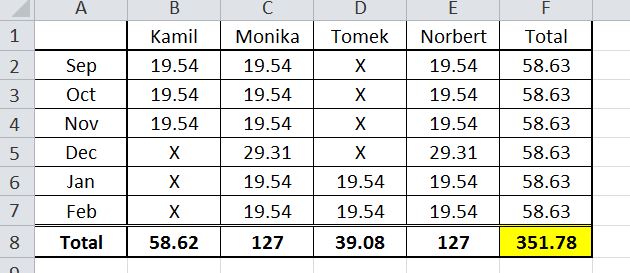 A B C D E F
1 Kamil Monika Tomek Norbert Total
2 Sep 19.54 19.54 X 19.54 58.63
3 Oct 19.54 19.54 X 19.54 58.63
4 Nov 19.54 19.54 X 19.54 58.63
5 Dec X 29.31 X 29.31 58.63
6 Jan X 19.54 19.54 19.54 58.63
7 Feb X 19.54 19.54 19.54 58.63
8 Total 58.62 127 39.08 127 351.78